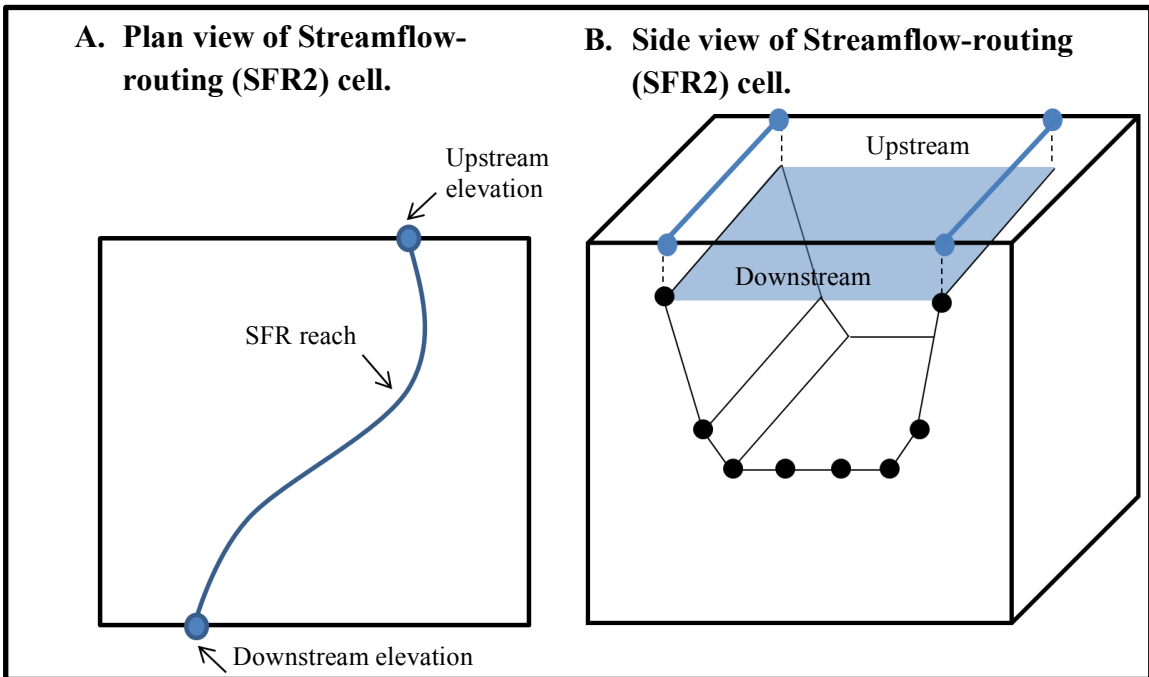 A. Plan view of Streamflow-
routing (SFR2) cell.
Upstream
elevation
SFR reach
Downstream elevation
B. Side view of Streamflow-routing
(SFR2) cell.
Upstream
Downstream